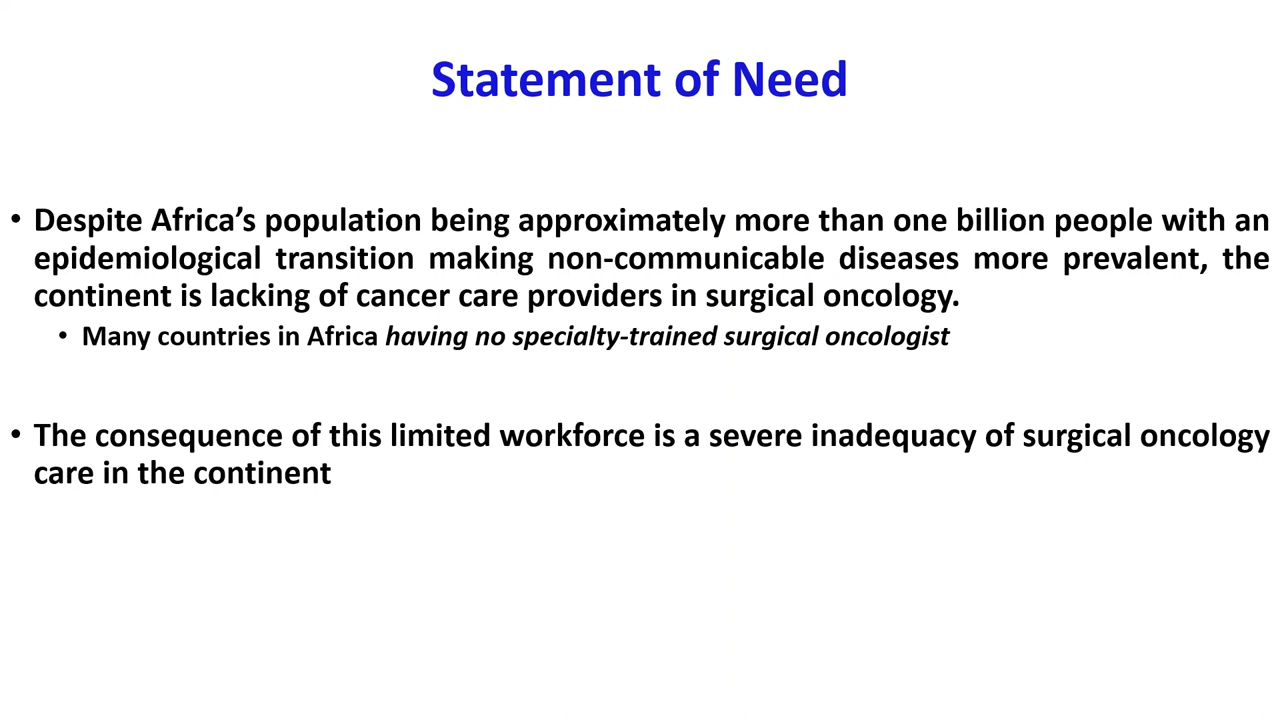 Statement of Need
• Despite Africa’s population being approximately more than one billion people with an
epidemiological transition making non-communicable diseases more prevalent, the
continent is lacking of cancer care providers in surgical oncology.
• Many countries in Africa having no specialty-trained surgical oncologist
• The consequence of this limited workforce is a severe inadequacy of surgical oncology
care in the continent